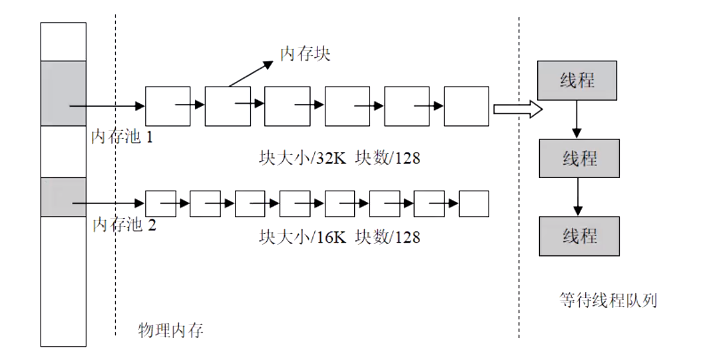 内存块
线程
内存池 1
块大小/32K 块数/128
线程
内存池 2
块大小/16K 块数/128
线程
等待线程队列
物理内存